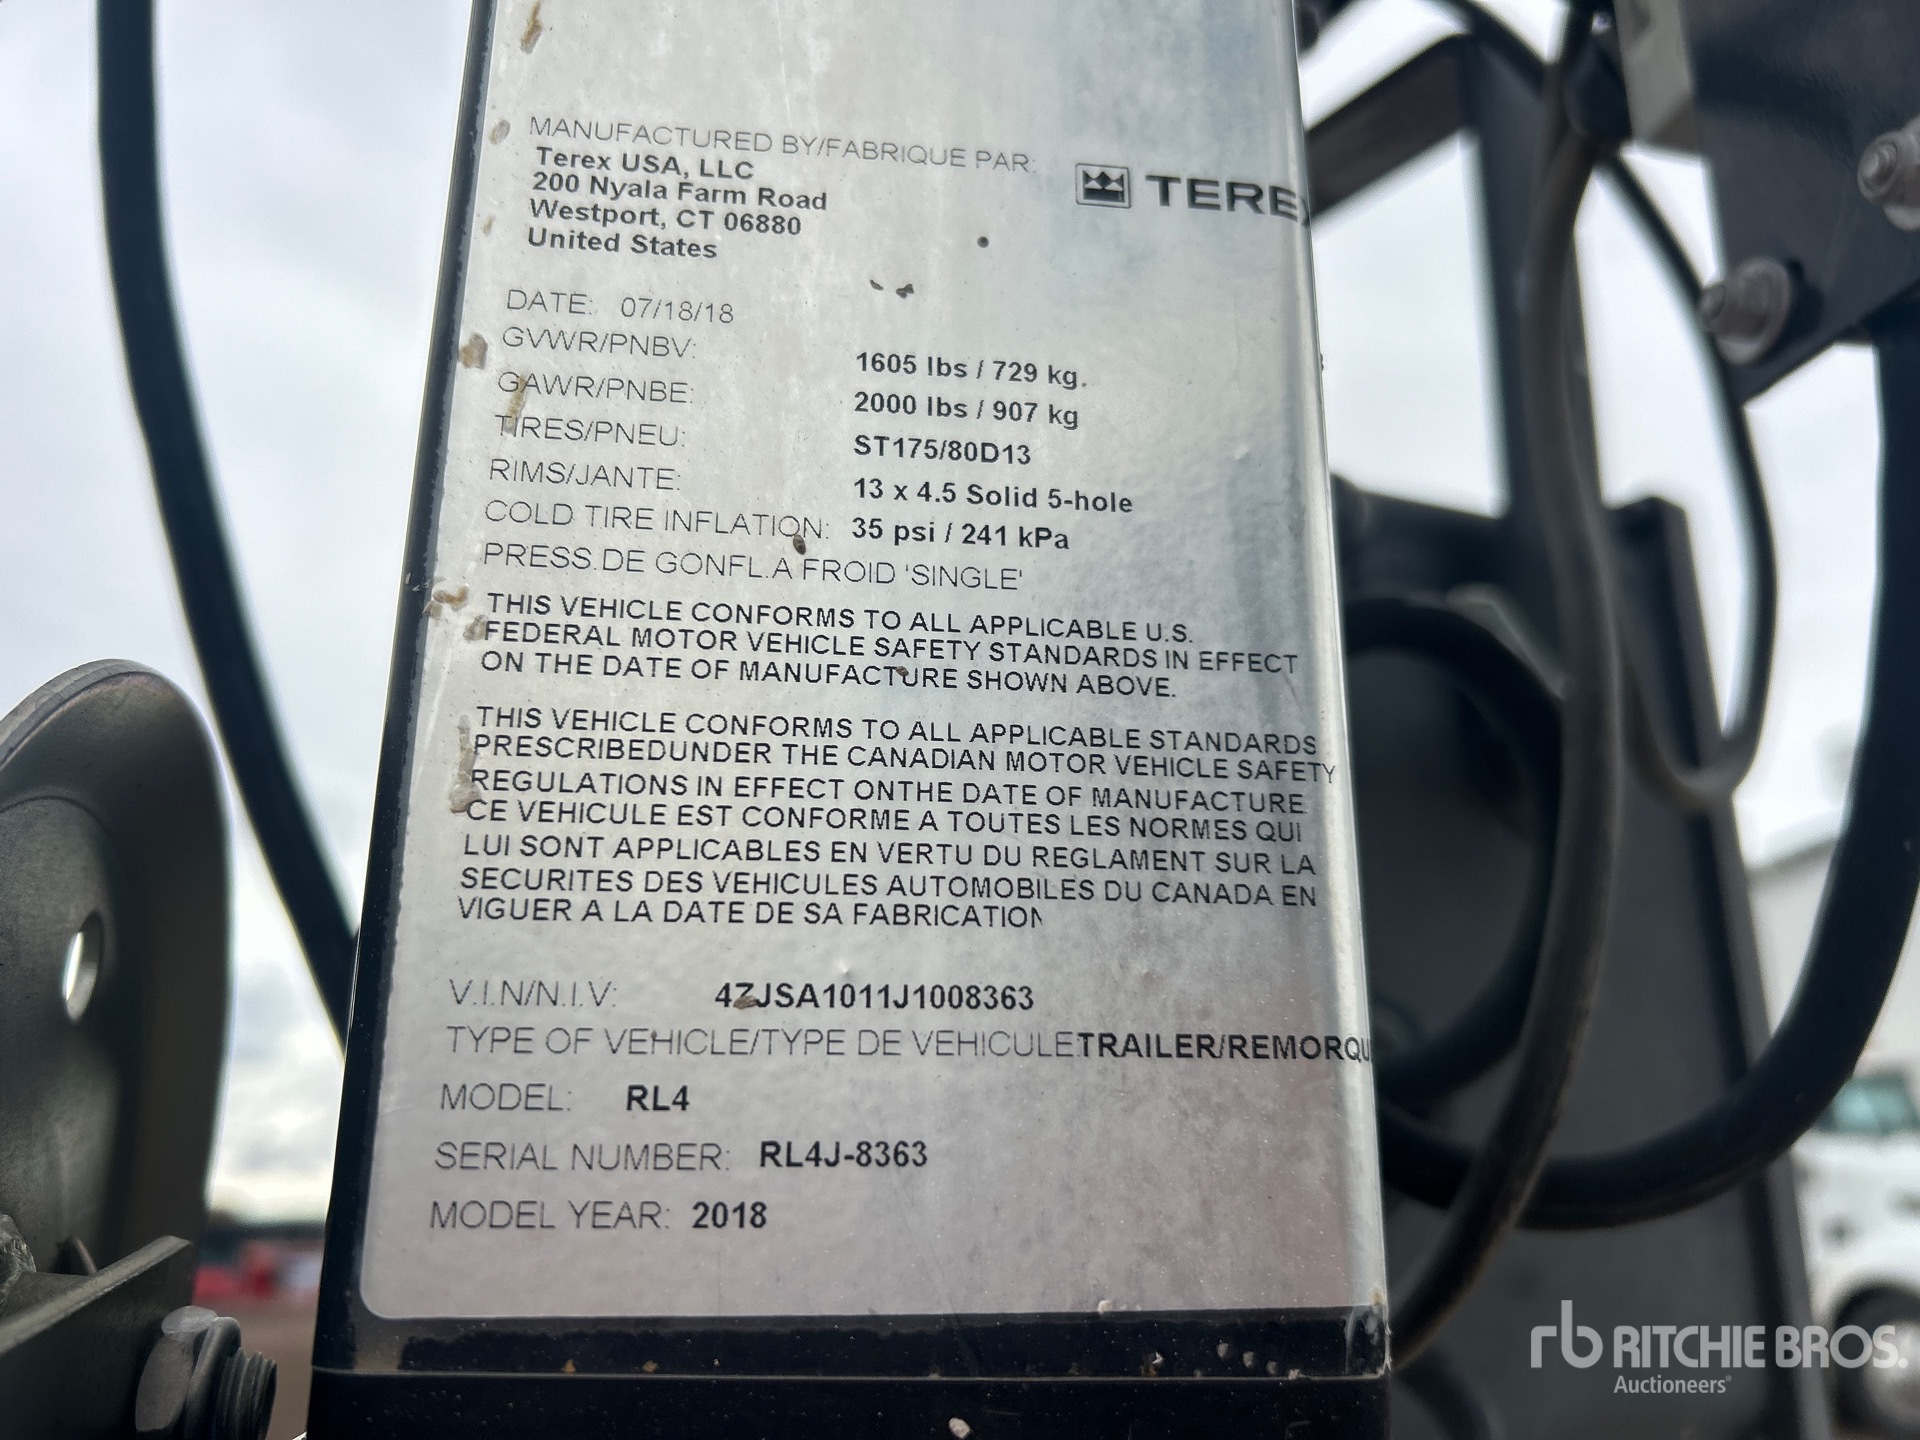 MANUFACTURED BY/FABRIQUE PAR:
Terex USA, LLC
200 Nyala Farm Road
Westport, CT 06880
United States
TEREX
DATE: 07/18/18
GVWR/PNBV: 1605 lbs / 729 kg.
GAWR/PNBE: 2000 lbs / 907 kg
TIRES/PNEU: ST175/80D13
RIMS/JANTE: 13 x 4.5 Solid 5-hole
COLD TIRE INFLATION: 35 psi / 241 kPa
PRESS.DE GONFL.A FROID 'SINGLE'
THIS VEHICLE CONFORMS TO ALL APPLICABLE U.S.
FEDERAL MOTOR VEHICLE SAFETY STANDARDS IN EFFECT
ON THE DATE OF MANUFACTURE SHOWN ABOVE.
THIS VEHICLE CONFORMS TO ALL APPLICABLE STANDARDS
PRESCRIBEDUNDER THE CANADIAN MOTOR VEHICLE SAFETY
REGULATIONS IN EFFECT ONTHE DATE OF MANUFACTURE
CE VEHICULE EST CONFORME A TOUTES LES NORMES QUI
LUI SONT APPLICABLES EN VERTU DU REGLAMENT SUR LA
SECURITES DES VEHICULES AUTOMOBILES DU CANADA EN
VIGUER A LA DATE DE SA FABRICATION
V.I.N/N.I.V: 4ZJSA1011J1008363
TYPE OF VEHICLE/TYPE DE VEHICULE:TRAILER/REMORQU
MODEL: RL4
SERIAL NUMBER: RL4J-8363
MODEL YEAR: 2018
rb RITCHIE BROS.
Auctioneers